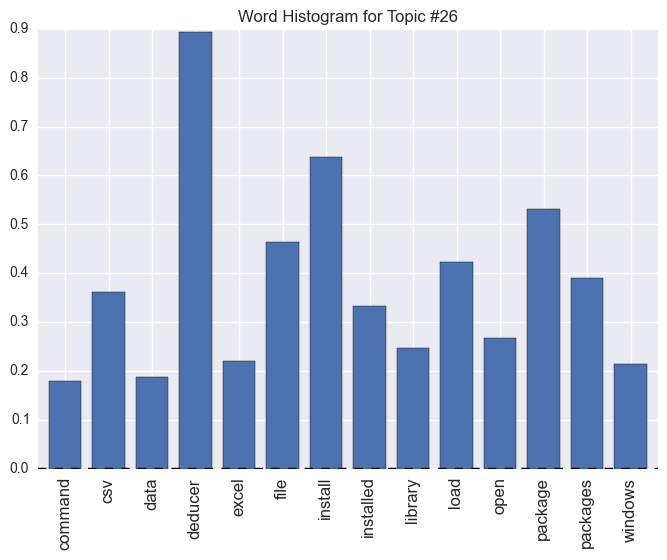 Word Histogram for Topic #26
0.9
0.8
0.7
0.6
0.5
0.4
0.3
0.2
0.1
0.0
command
csv
data
deducer
excel
file
install
installed
library
load
open
package
packages
windows